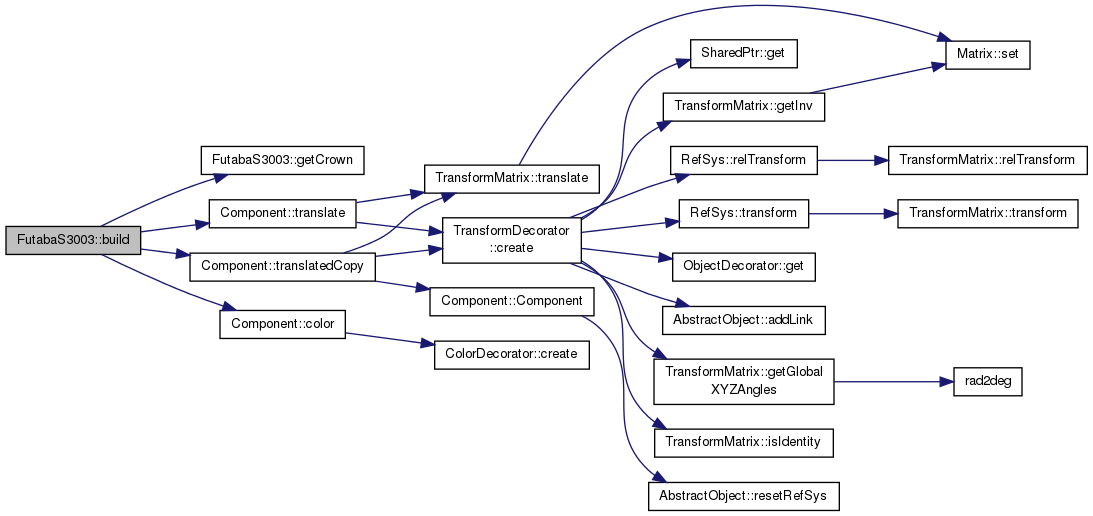 FutabaS3003::build
FutabaS3003::getCrown
Component::translate
Component::translatedCopy
Component::color
TransformMatrix::translate
TransformDecorator
::create
Component::Component
ColorDecorator::create
SharedPtr::get
TransformMatrix::getInv
RefSys::relTransform
RefSys::transform
ObjectDecorator::get
AbstractObject::addLink
TransformMatrix::getGlobal
XYZAngles
TransformMatrix::isIdentity
AbstractObject::resetRefSys
Matrix::set
TransformMatrix::relTransform
TransformMatrix::transform
rad2deg